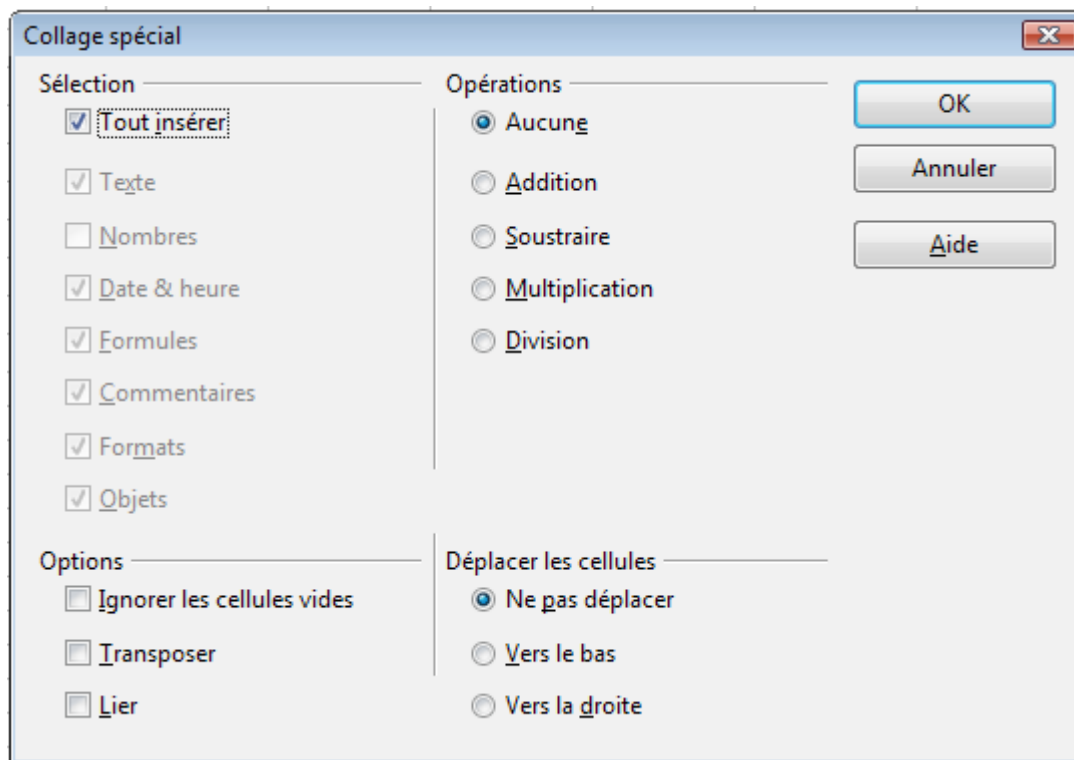 Collage spécial
Sélection
Tout insérer
Texte
Nombres
Date & heure
Formules
Commentaires
Formats
Objets
Opérations
Aucune
Addition
Soustraire
Multiplication
Division
OK
Annuler
Aide
Options
Ignorer les cellules vides
Transposer
Lier
Déplacer les cellules
Ne pas déplacer
Vers le bas
Vers la droite